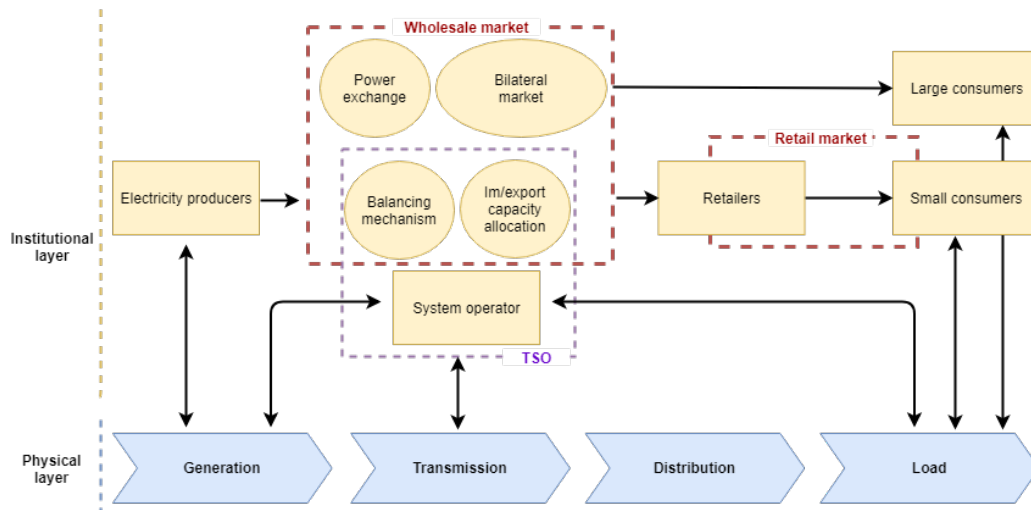 Wholesale market
Power
exchange
Bilateral
market
Large consumers
Retail market
Electricity producers
Balancing
mechanism
Im/export
capacity
allocation
Retailers
Small consumers
Institutional
layer
System operator
TSO
Physical
layer
Generation
Transmission
Distribution
Load